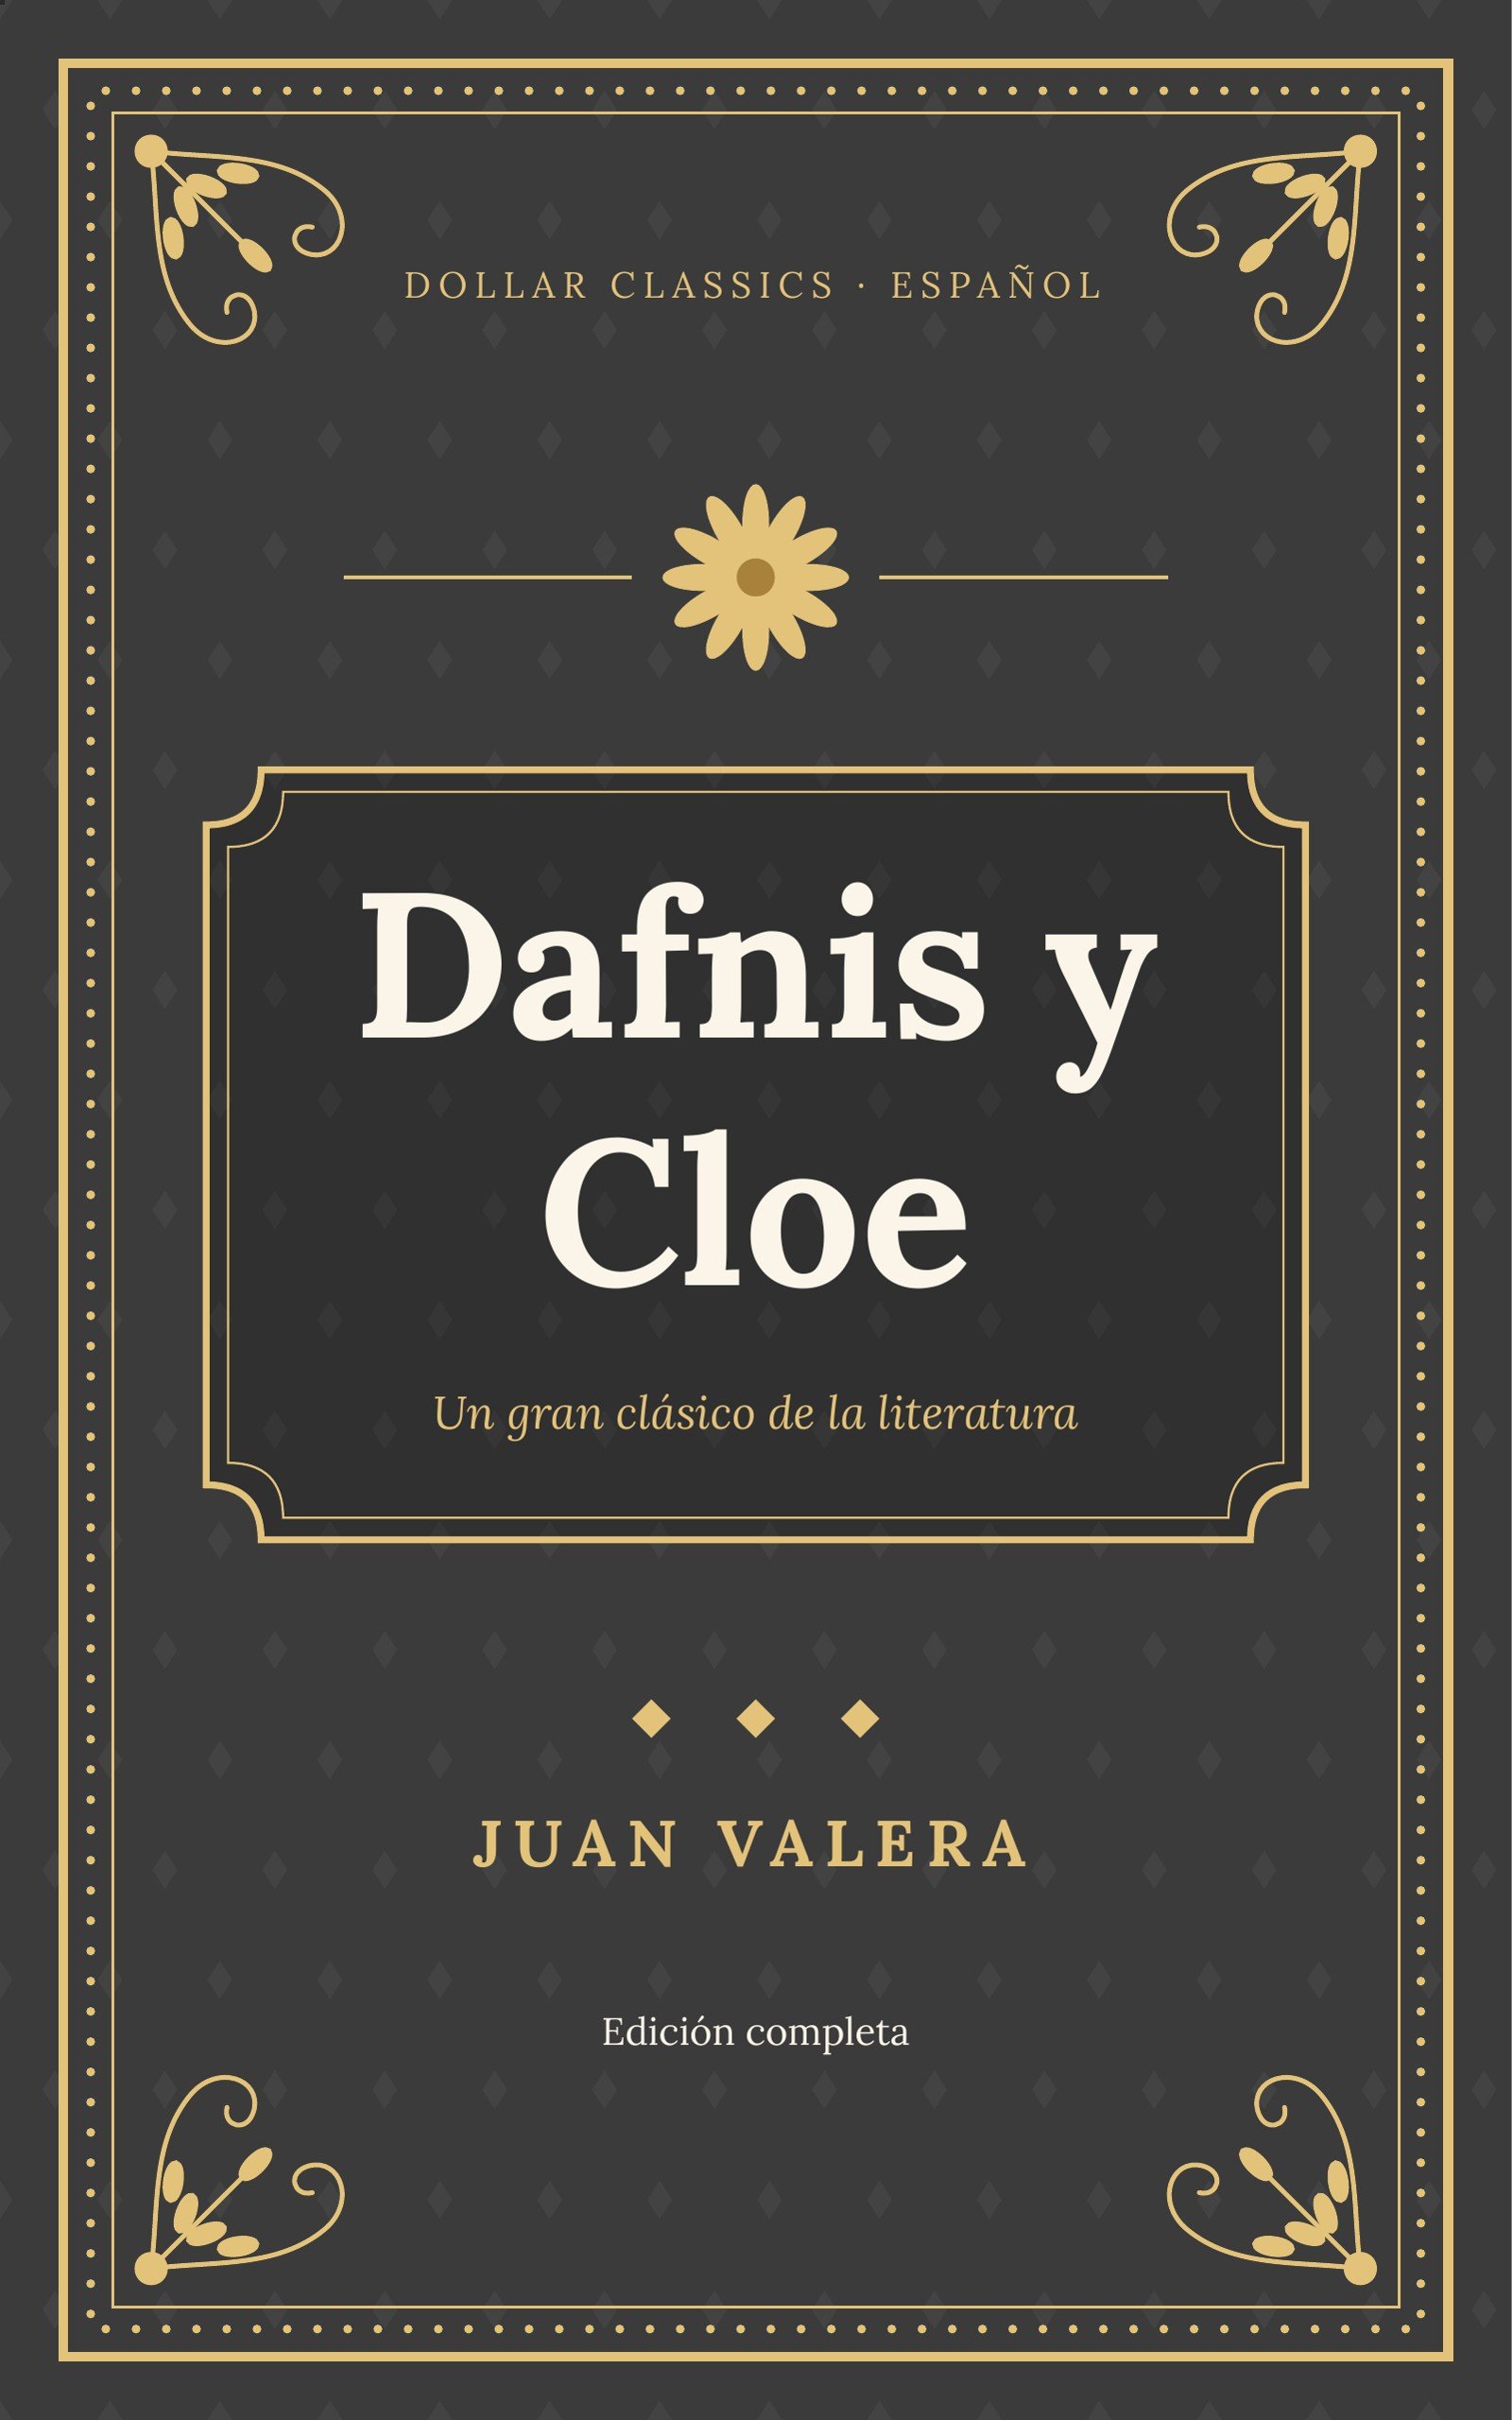 DOLLAR CLASSICS · ESPAÑOL
Dafnis y
Cloe
Un gran clásico de la literatura
JUAN VALERA
Edición completa